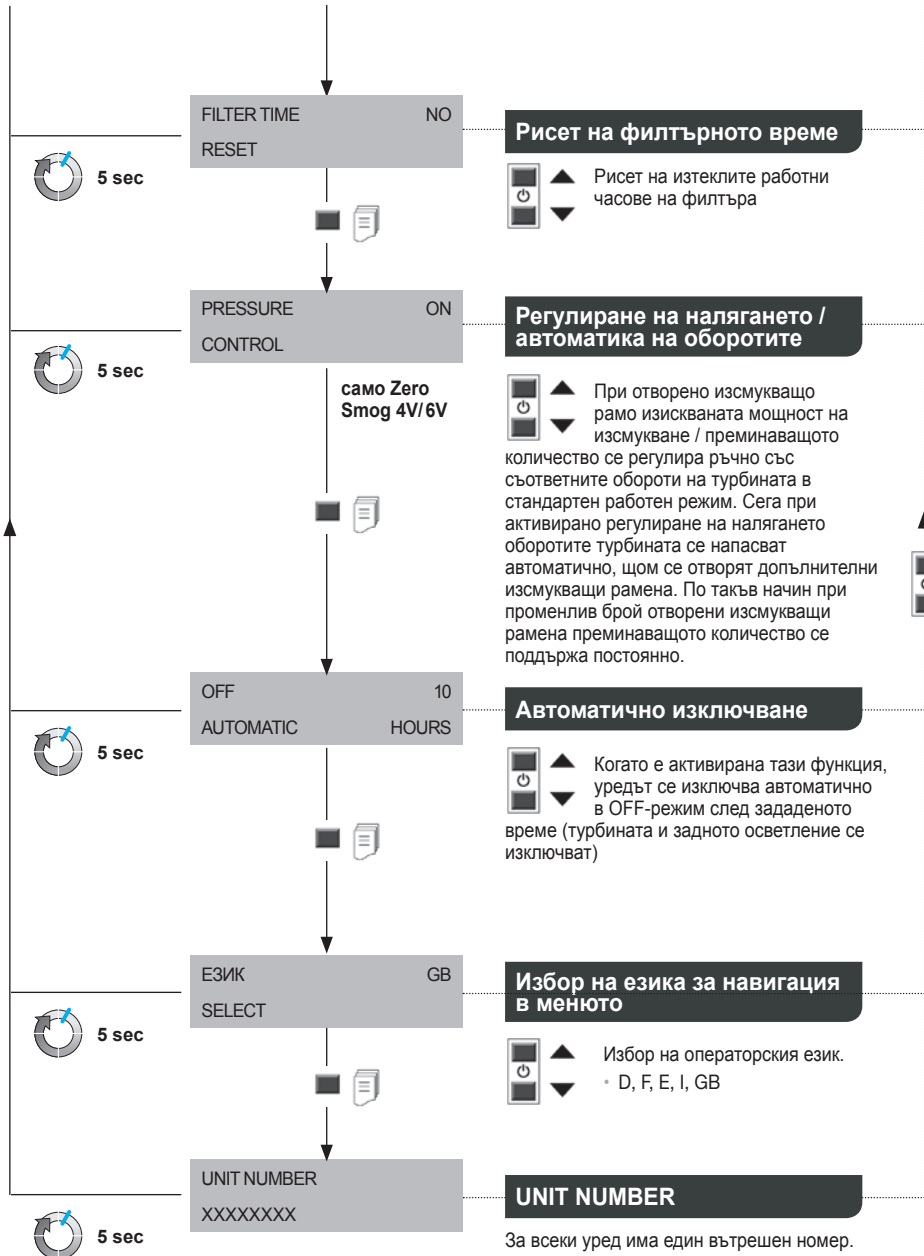 FILTER TIME NO
RESET
5 sec
Рисет на филтърното време
Рисет на изтеклите работни
часове на филтъра
PRESSURE ON
CONTROL
5 sec
само Zero
Smog 4V/6V
Регулиране на налягането /
автоматика на оборотите
При отворено изсмукващо
рамо изискваната мощност на
изсмукване / преминаващото
количество се регулира ръчно със
съответните обороти на турбината в
стандартен работен режим. Сега при
активирано регулиране на налягането
оборотите турбината се напасват
автоматично, щом се отворят допълнителни
изсмукващи рамена. По такъв начин при
променлив брой отворени изсмукващи
рамена преминаващото количество се
поддържа постоянно.
OFF 10
AUTOMATIC HOURS
5 sec
Автоматично изключване
Когато е активирана тази функция,
уредът се изключва автоматично
в OFF-режим след зададеното
време (турбината и задното осветление се
изключват)
ЕЗИК GB
SELECT
5 sec
Избор на езика за навигация
в менюто
Избор на операторския език.
• D, F, E, I, GB
UNIT NUMBER
XXXXXXXX
5 sec
UNIT NUMBER
За всеки уред има един вътрешен номер.